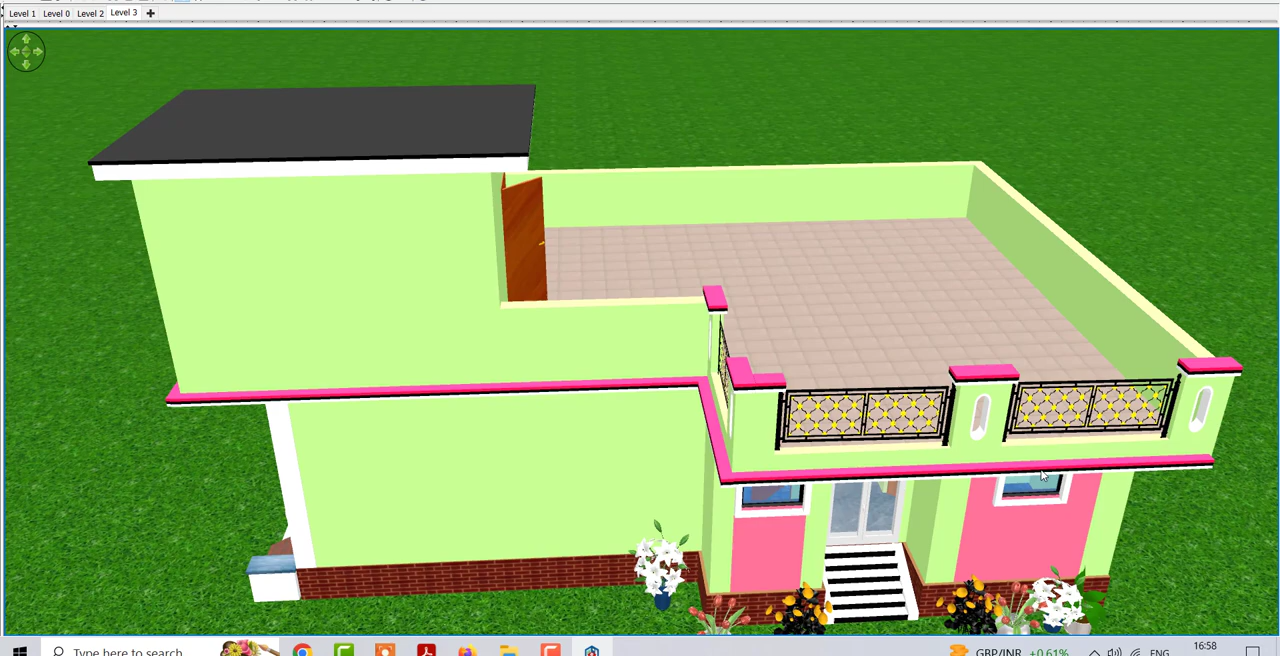 Level 1 Level 0 Level 2 Level 3
Type here to search
GBP/INR +0.61%
ENG
16:58